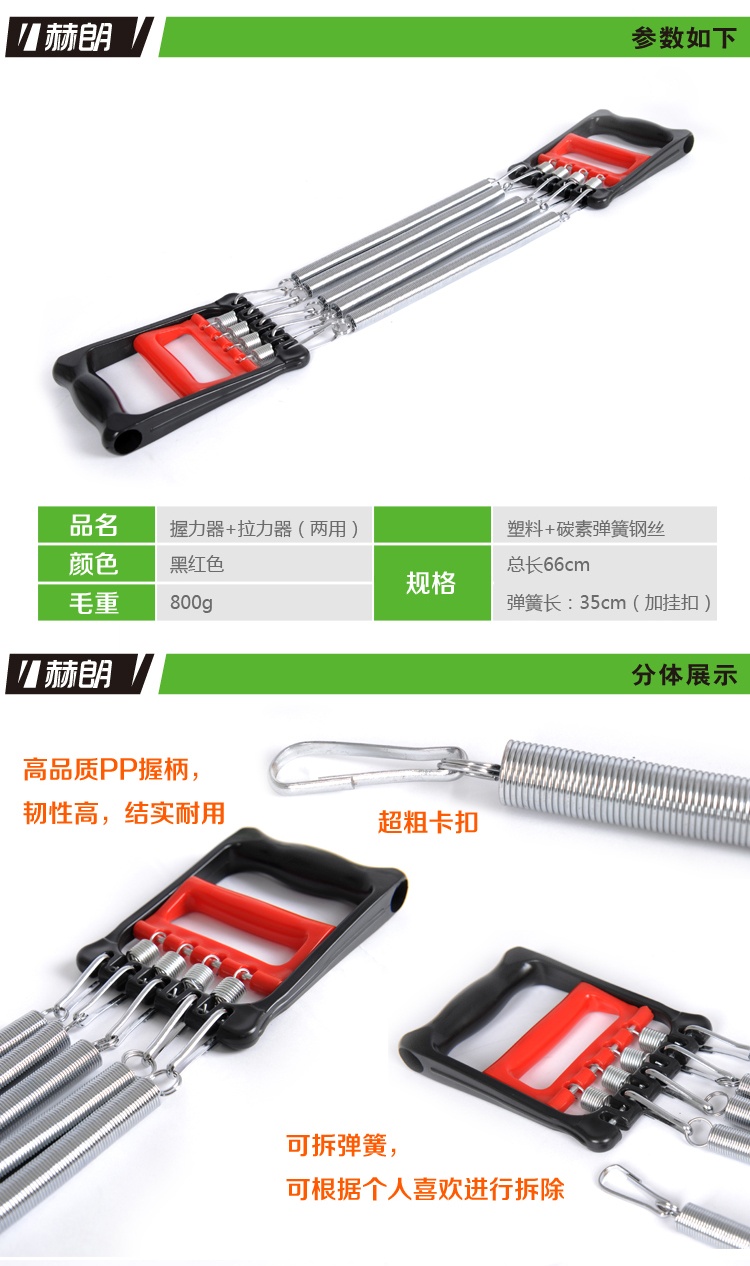 赫朗
参数如下
品名
握力器+拉力器（两用）
塑料+碳素弹簧钢丝
颜色
黑红色
规格
总长66cm
毛重
800g
弹簧长：35cm（加挂扣）
赫朗
分体展示
高品质PP握柄，
韧性高，结实耐用
超粗卡扣
可拆弹簧，
可根据个人喜欢进行拆除